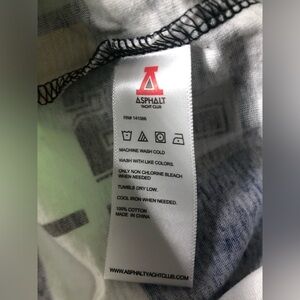 ASPHALT
YACHT CLUB
RN# 141386
MACHINE WASH COLD
WASH WITH LIKE COLORS.
ONLY NON CHLORINE BLEACH
WHEN NEEDED
TUMBLE DRY LOW.
COOL IRON WHEN NEEDED.
100% COTTON
MADE IN CHINA
WWW.ASPHALTYACHTCLUB.COM